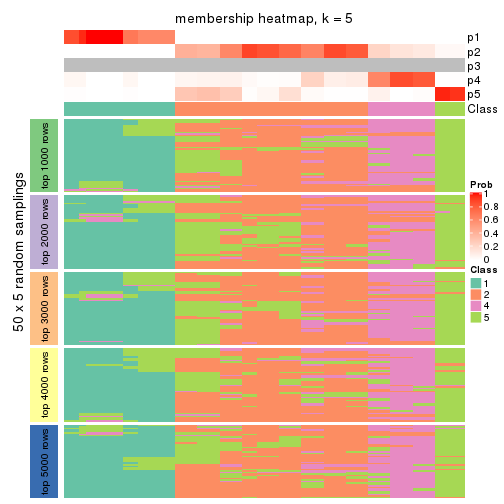 membership heatmap, k = 5
p1
p2
p3
p4
p5
Class
50 x 5 random samplings
top 1000 rows
top 2000 rows
top 3000 rows
top 4000 rows
top 5000 rows
Prob
1
0.8
0.6
0.4
0.2
0
Class
1
2
4
5